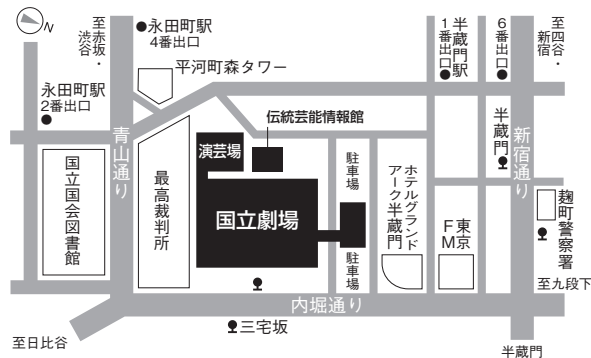 N
至赤坂・
渋谷
永田町駅
4番出口
平河町森タワー
永田町駅
2番出口
青山通り
国立国会図書館
最高裁判所
演芸場
伝統芸能情報館
国立劇場
駐車場
駐車場
ホテルグランド
アーク半蔵門
半蔵門駅
1番出口
6番出口
至四谷・
新宿
半蔵門
新宿通り
麹町警察署
東京
FM
至九段下
内堀通り
三宅坂
至日比谷
半蔵門